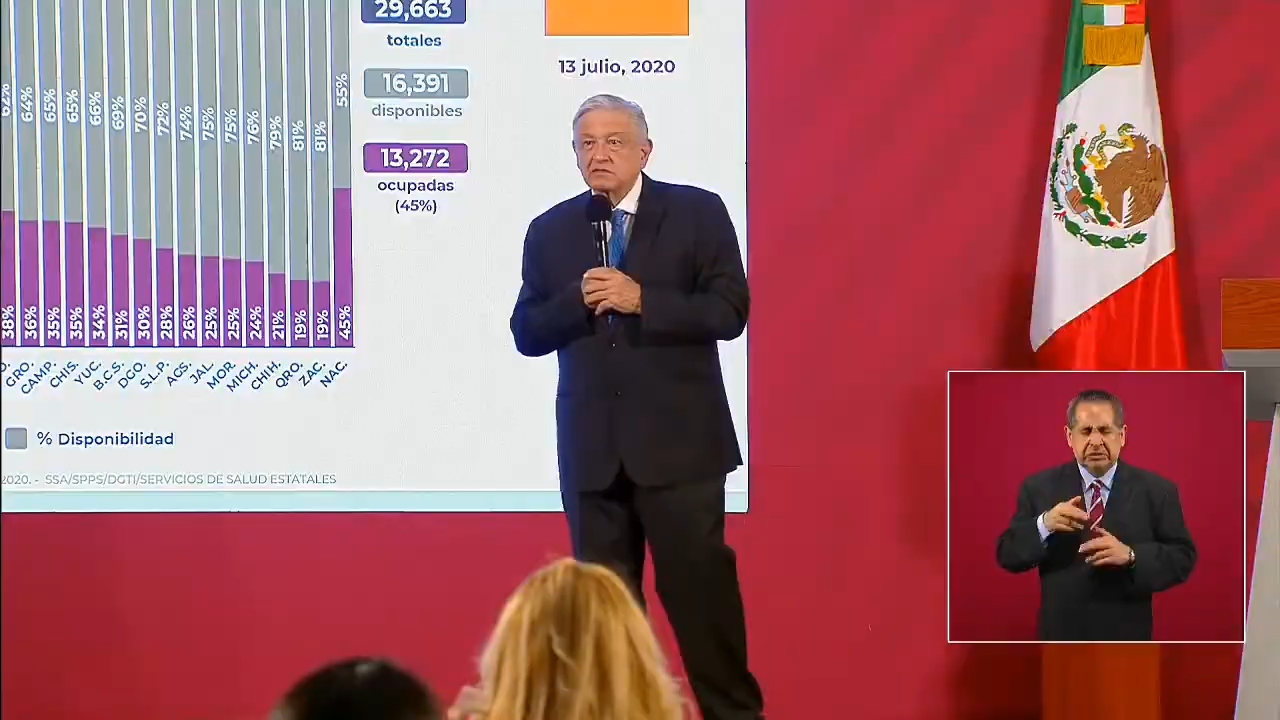 29,663
totales
13 julio, 2020
16,391
disponibles
13,272
ocupadas
(45%)
62% 64% 65% 65% 66% 69% 70% 72% 74% 75% 75% 76% 79% 81% 81% 55%
38% 36% 35% 35% 34% 31% 30% 28% 26% 25% 25% 24% 21% 19% 19% 45%
GRO. CAMP. CHIS. YUC. B.C.S. DGO. S.L.P. AGS. JAL. MOR. MICH. CHIH. QRO. ZAC. NAC.
% Disponibilidad
2020. - SSA/SPPS/DGTI/SERVICIOS DE SALUD ESTATALES